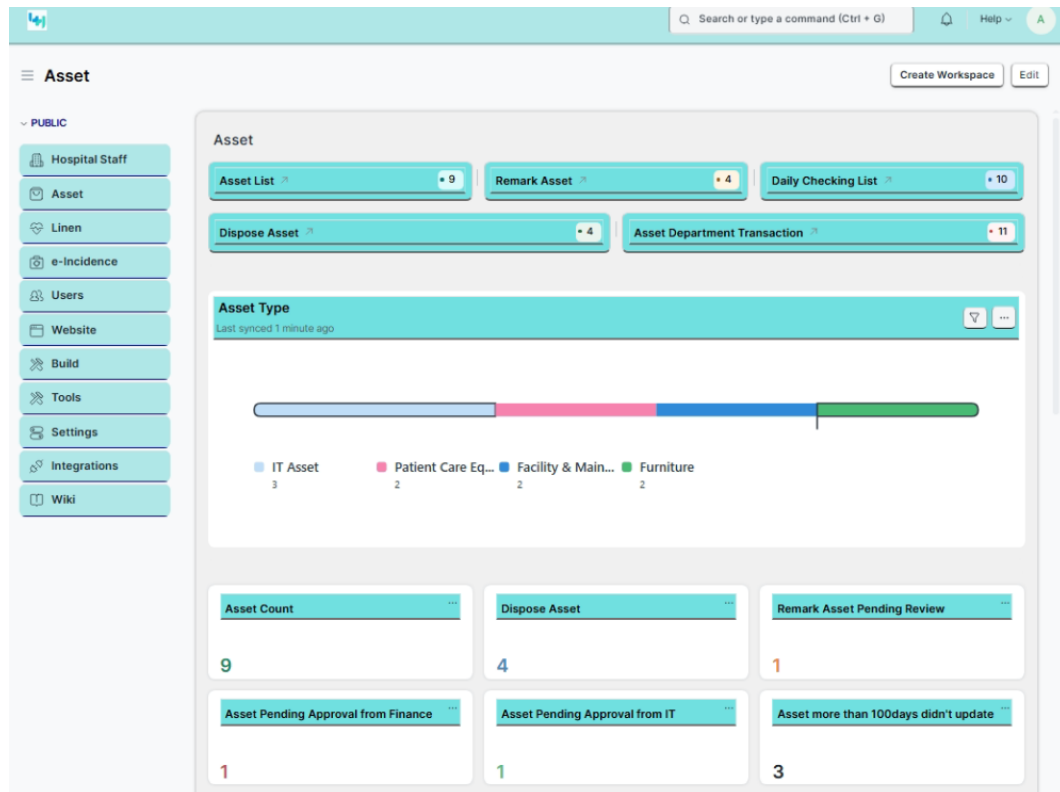 Search or type a command (Ctrl + G)
Help
A
Asset
Create Workspace
Edit
PUBLIC
Hospital Staff
Asset
Linen
e-Incidence
Users
Website
Build
Tools
Settings
Integrations
Wiki
Asset
Asset List 9
Remark Asset 4
Daily Checking List 10
Dispose Asset 4
Asset Department Transaction 11
Asset Type
Last synced 1 minute ago
IT Asset
3
Patient Care Eq...
2
Facility & Main...
2
Furniture
2
Asset Count
9
Dispose Asset
4
Remark Asset Pending Review
1
Asset Pending Approval from Finance
1
Asset Pending Approval from IT
1
Asset more than 100days didn't update
3